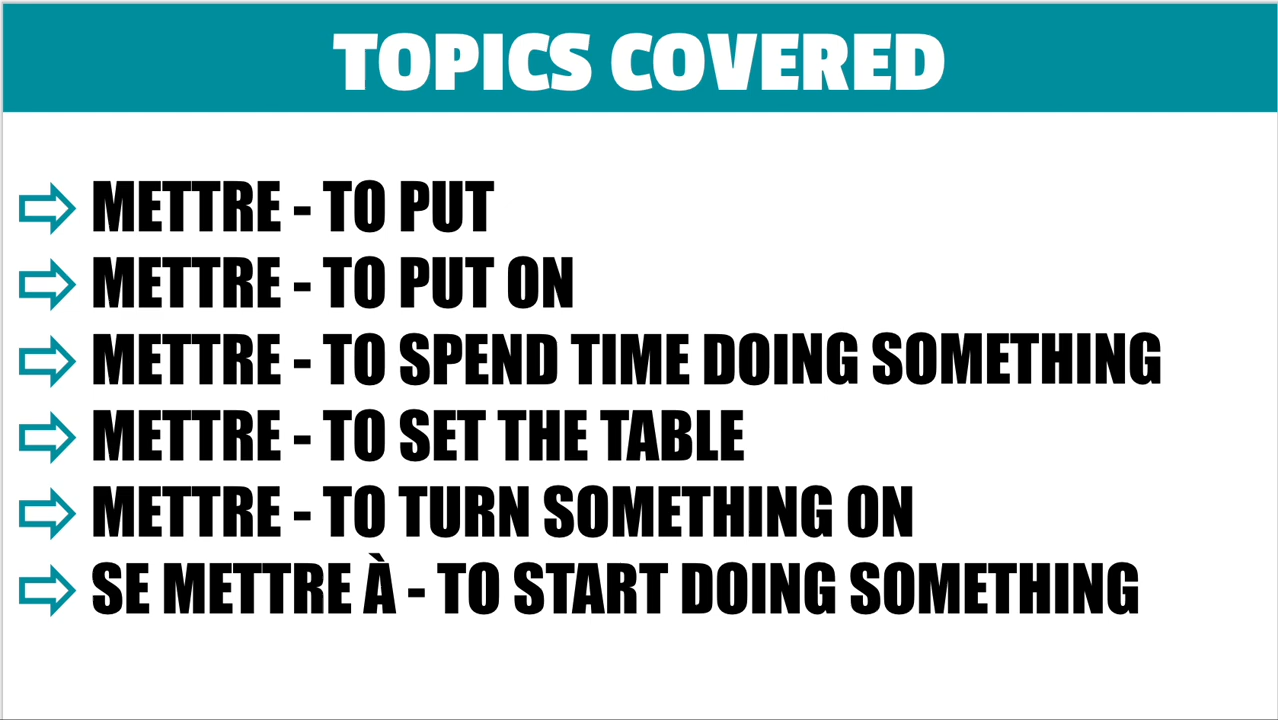 TOPICS COVERED
METTRE - TO PUT
METTRE - TO PUT ON
METTRE - TO SPEND TIME DOING SOMETHING
METTRE - TO SET THE TABLE
METTRE - TO TURN SOMETHING ON
SE METTRE À - TO START DOING SOMETHING